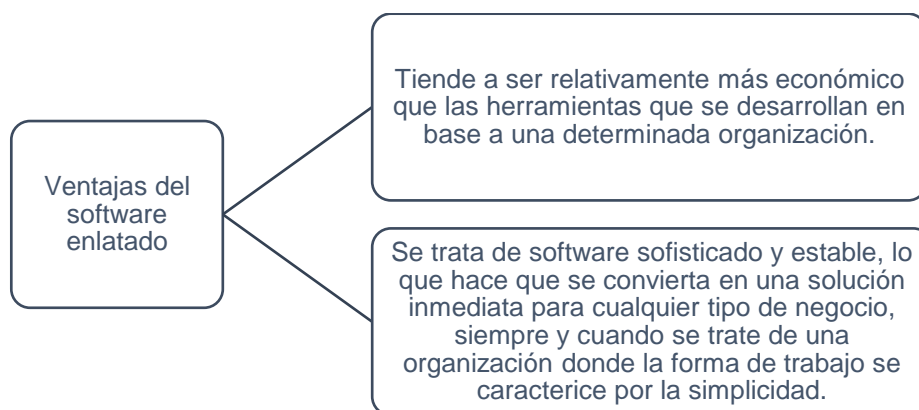 Ventajas del
software
enlatado
Tiende a ser relativamente más económico
que las herramientas que se desarrollan en
base a una determinada organización.
Se trata de software sofisticado y estable, lo
que hace que se convierta en una solución
inmediata para cualquier tipo de negocio,
siempre y cuando se trate de una
organización donde la forma de trabajo se
caracterice por la simplicidad.